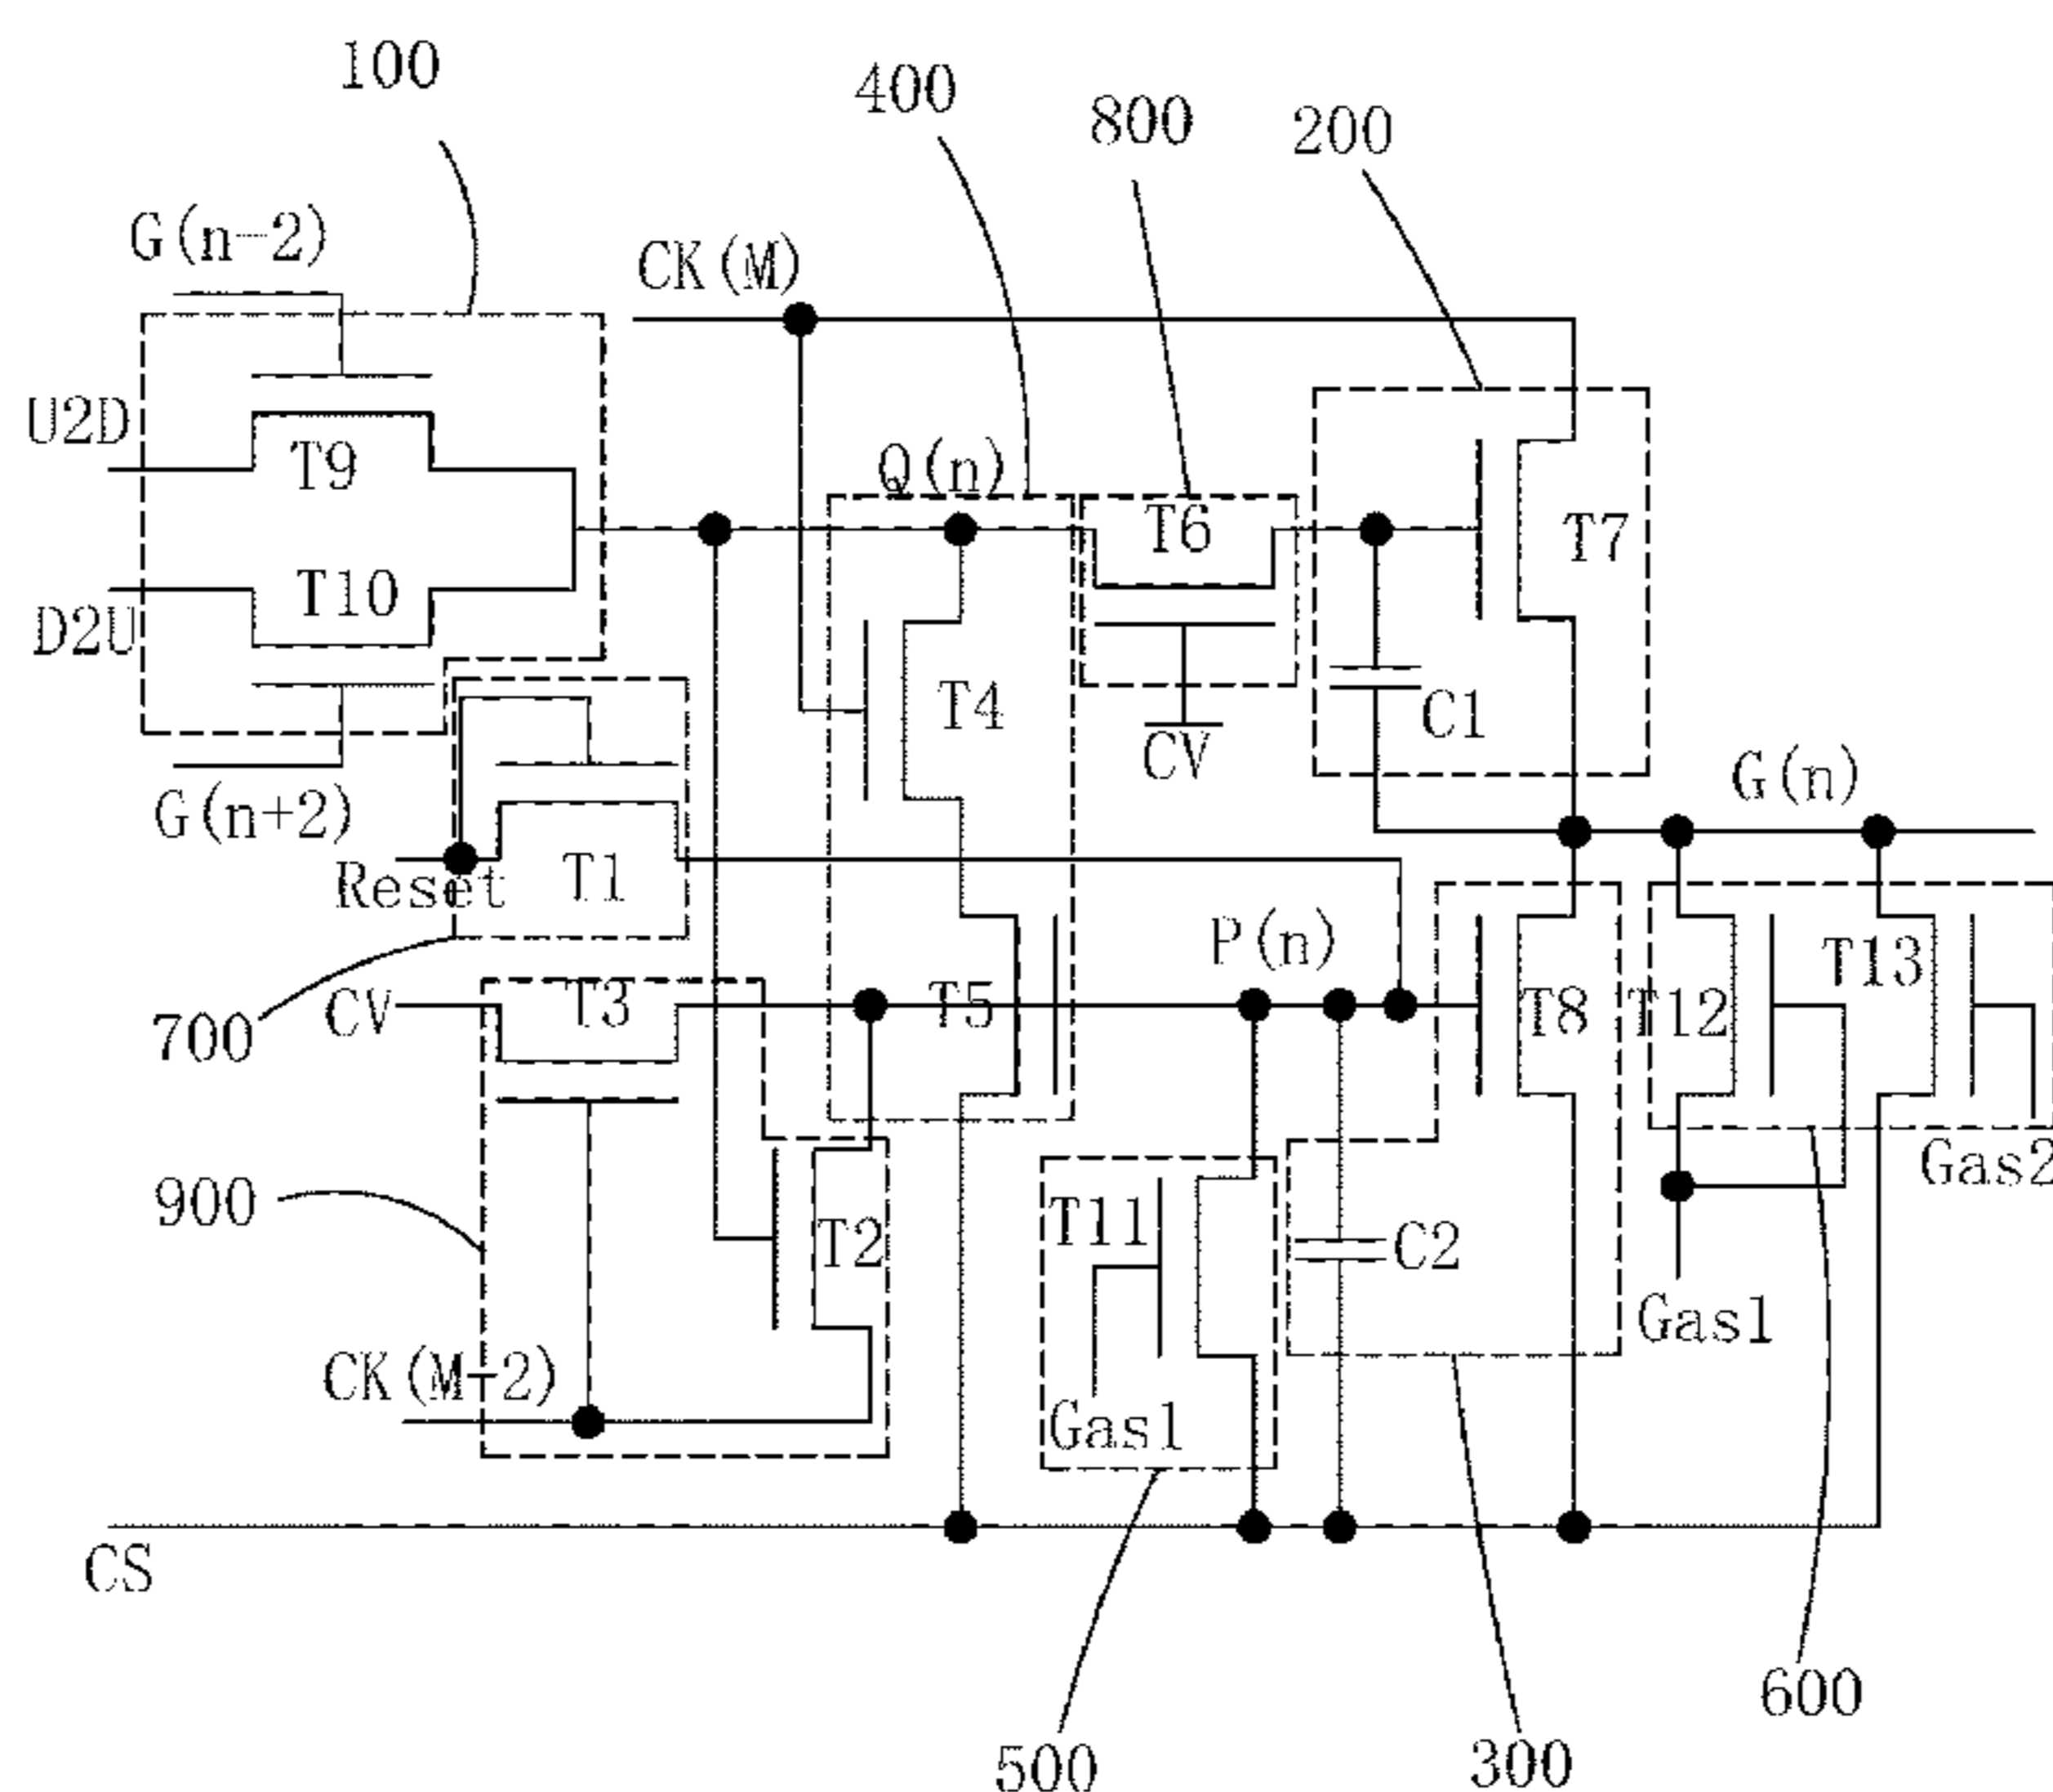 100
400
800
200
G(n-2)
CK(M)
U2D
T9
Q(n)
T6
T7
T10
D2U
T4
C1
CV
G(n)
G(n+2)
Reset
T1
P(n)
T13
CV
T3
T5
T8
T12
700
900
T2
T11
C2
Gas2
Gas1
CK(M-2)
Gas1
CS
600
500
300